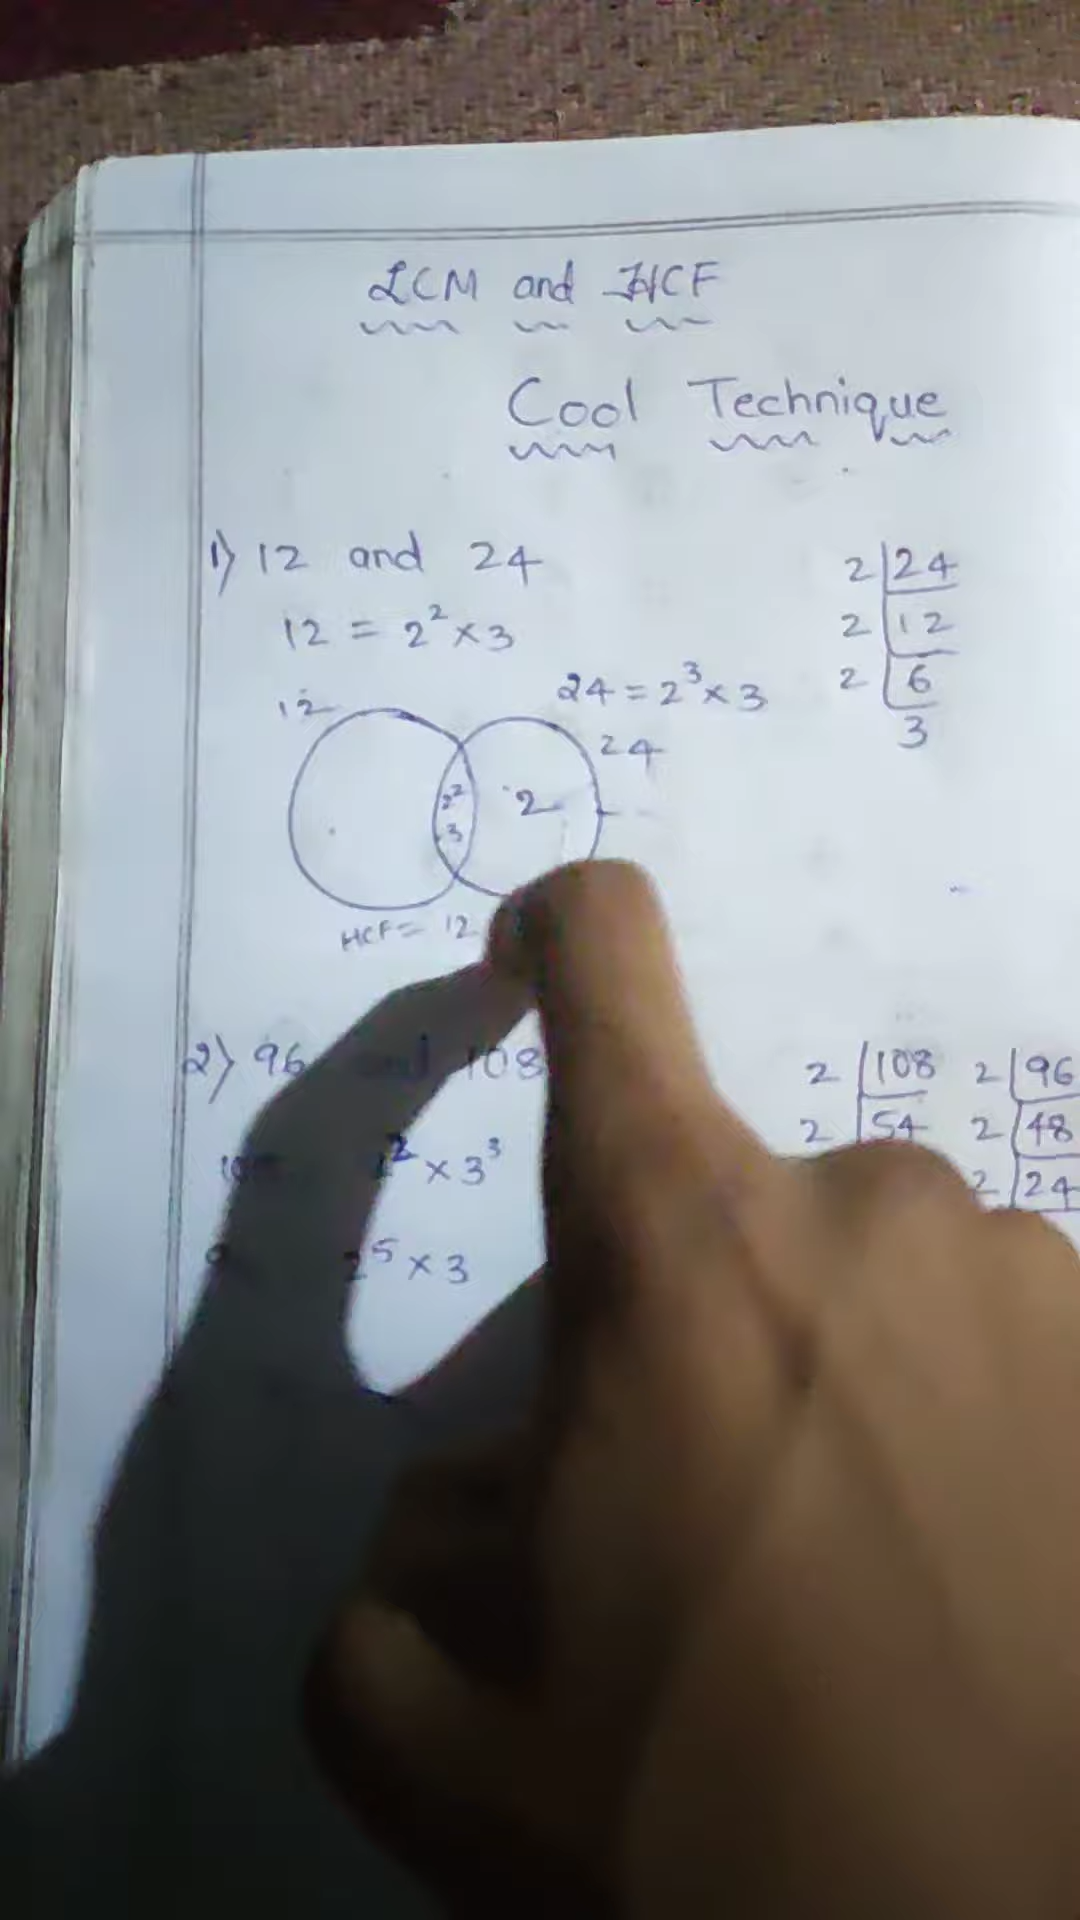 LCM and HCF
Cool Technique
1) 12 and 24
12 = 2² × 3
24 = 2³ × 3
2 24
2 12
2 6
3
12
24
2²
3
2
HCF = 12
2) 96 108
2 108
2 54
2 96
2 48
2 24
² × 3³
2⁵ × 3